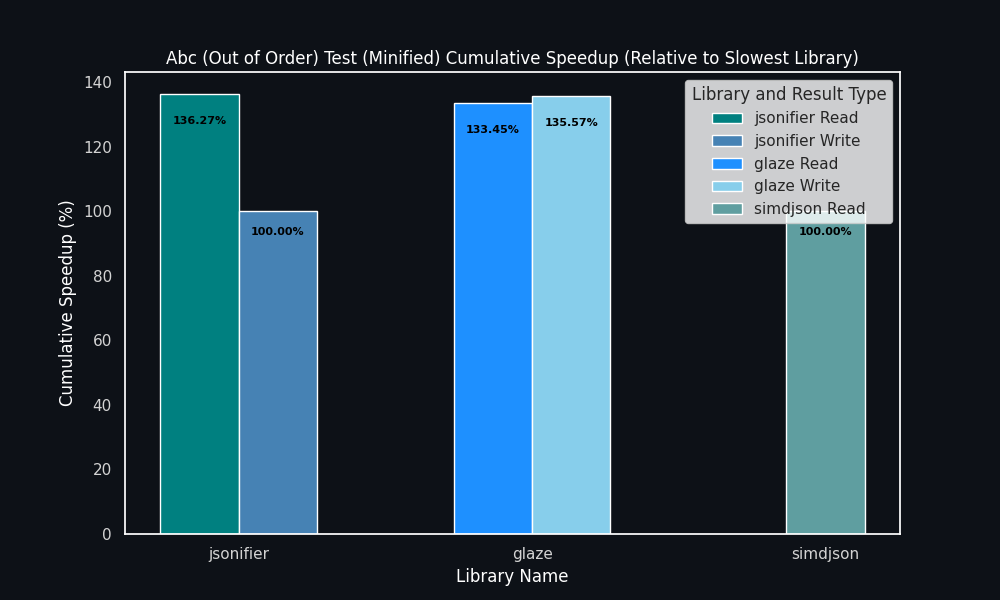 Abc (Out of Order) Test (Minified) Cumulative Speedup (Relative to Slowest Library)
Cumulative Speedup (%)
140
120
100
80
60
40
20
0
136.27%
100.00%
133.45%
135.57%
100.00%
Library and Result Type
jsonifier Read
jsonifier Write
glaze Read
glaze Write
simdjson Read
jsonifier
glaze
simdjson
Library Name